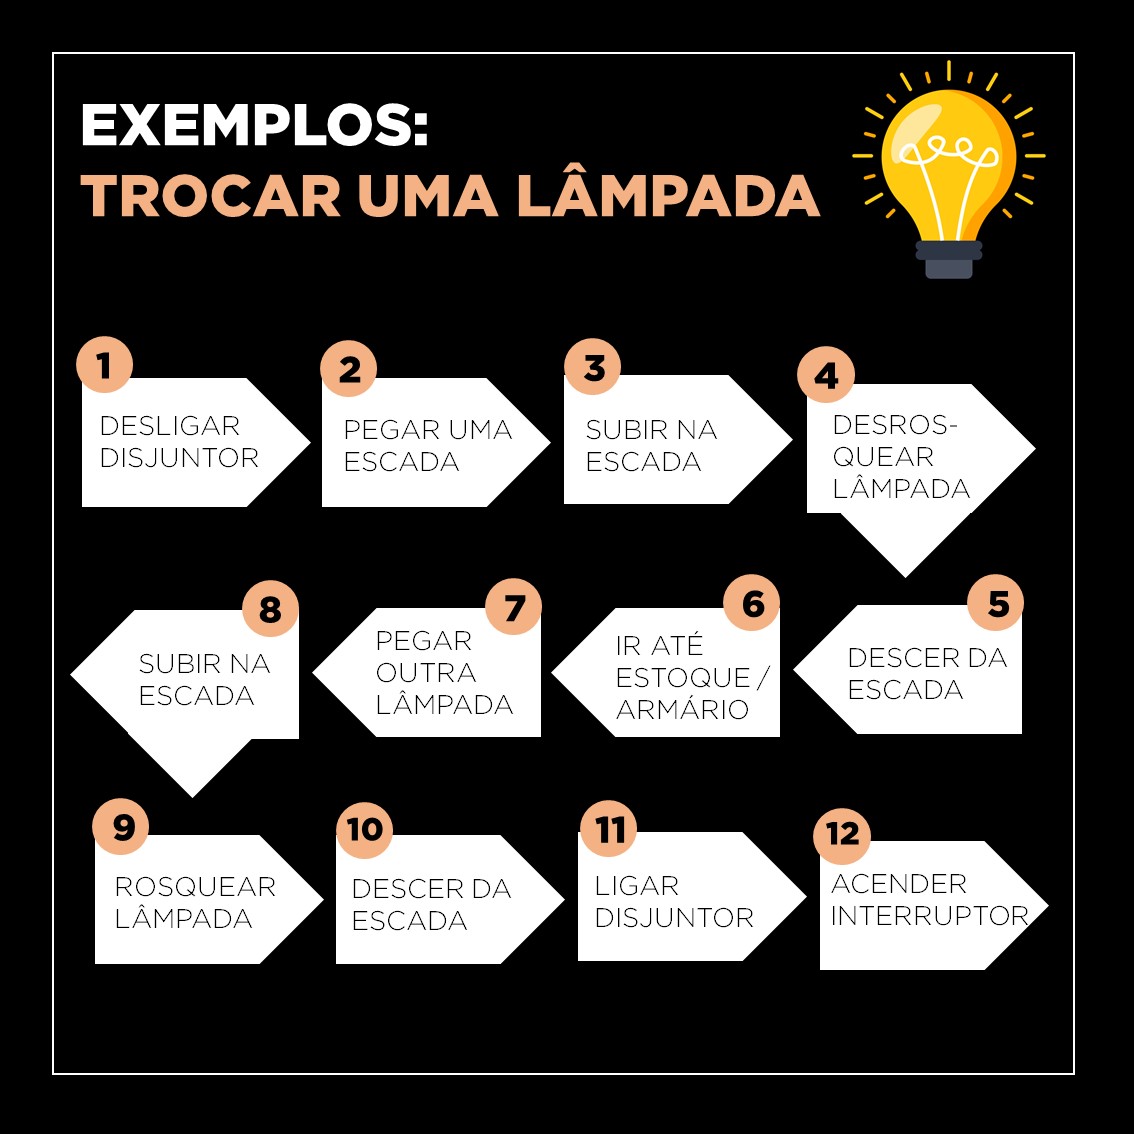 EXEMPLOS:
TROCAR UMA LÂMPADA
1
DESLIGAR
DISJUNTOR
2
PEGAR UMA
ESCADA
3
SUBIR NA
ESCADA
4
DESROS-
QUEAR
LÂMPADA
5
DESCER DA
ESCADA
6
IR ATÉ
ESTOQUE /
ARMÁRIO
7
PEGAR
OUTRA
LÂMPADA
8
SUBIR NA
ESCADA
9
ROSQUEAR
LÂMPADA
10
DESCER DA
ESCADA
11
LIGAR
DISJUNTOR
12
ACENDER
INTERRUPTOR